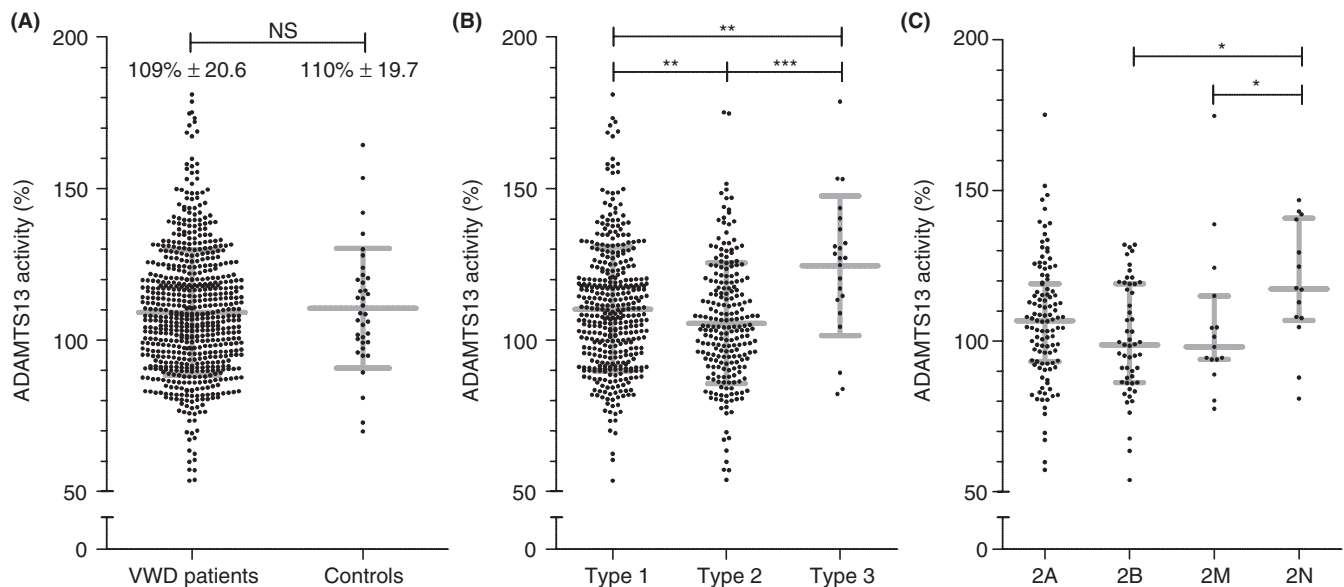 (A)
ADAMTS13 activity (%)
200
150
100
50
0
NS
109% ± 20.6
110% ± 19.7
VWD patients
Controls
(B)
ADAMTS13 activity (%)
200
150
100
50
0
**
**
***
Type 1
Type 2
Type 3
(C)
ADAMTS13 activity (%)
200
150
100
50
0
*
*
2A
2B
2M
2N